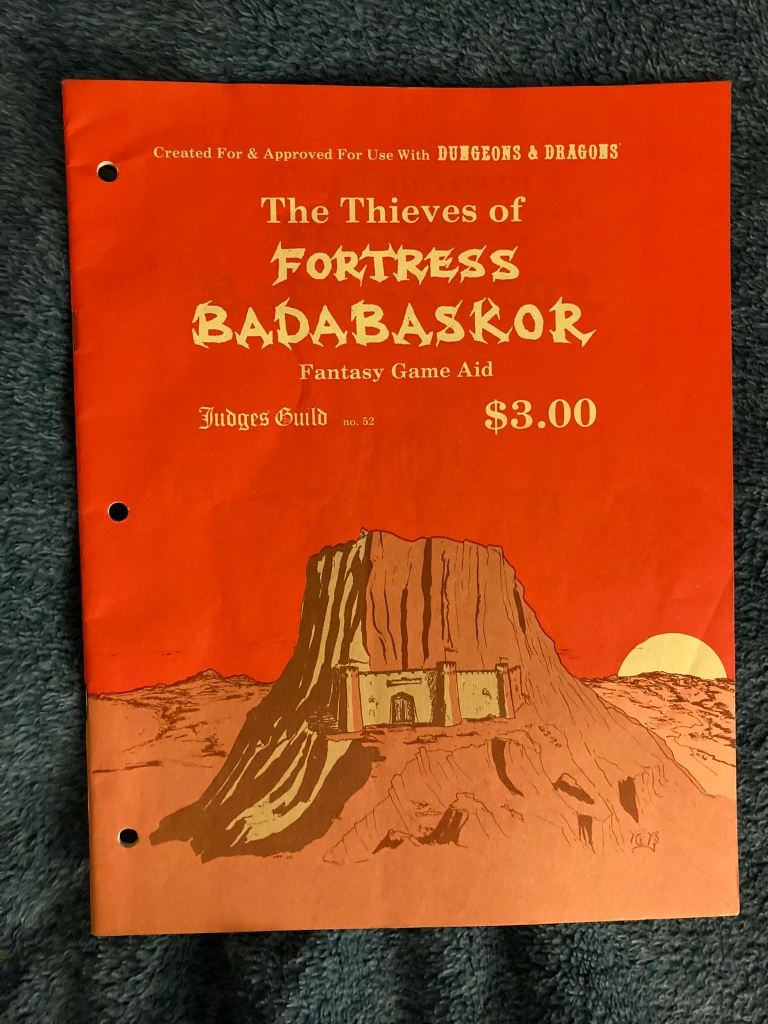 Created For & Approved For Use With DUNGEONS & DRAGONS
The Thieves of
FORTRESS
BADABASKOR
Fantasy Game Aid
Judges Guild no. 52 $3.00